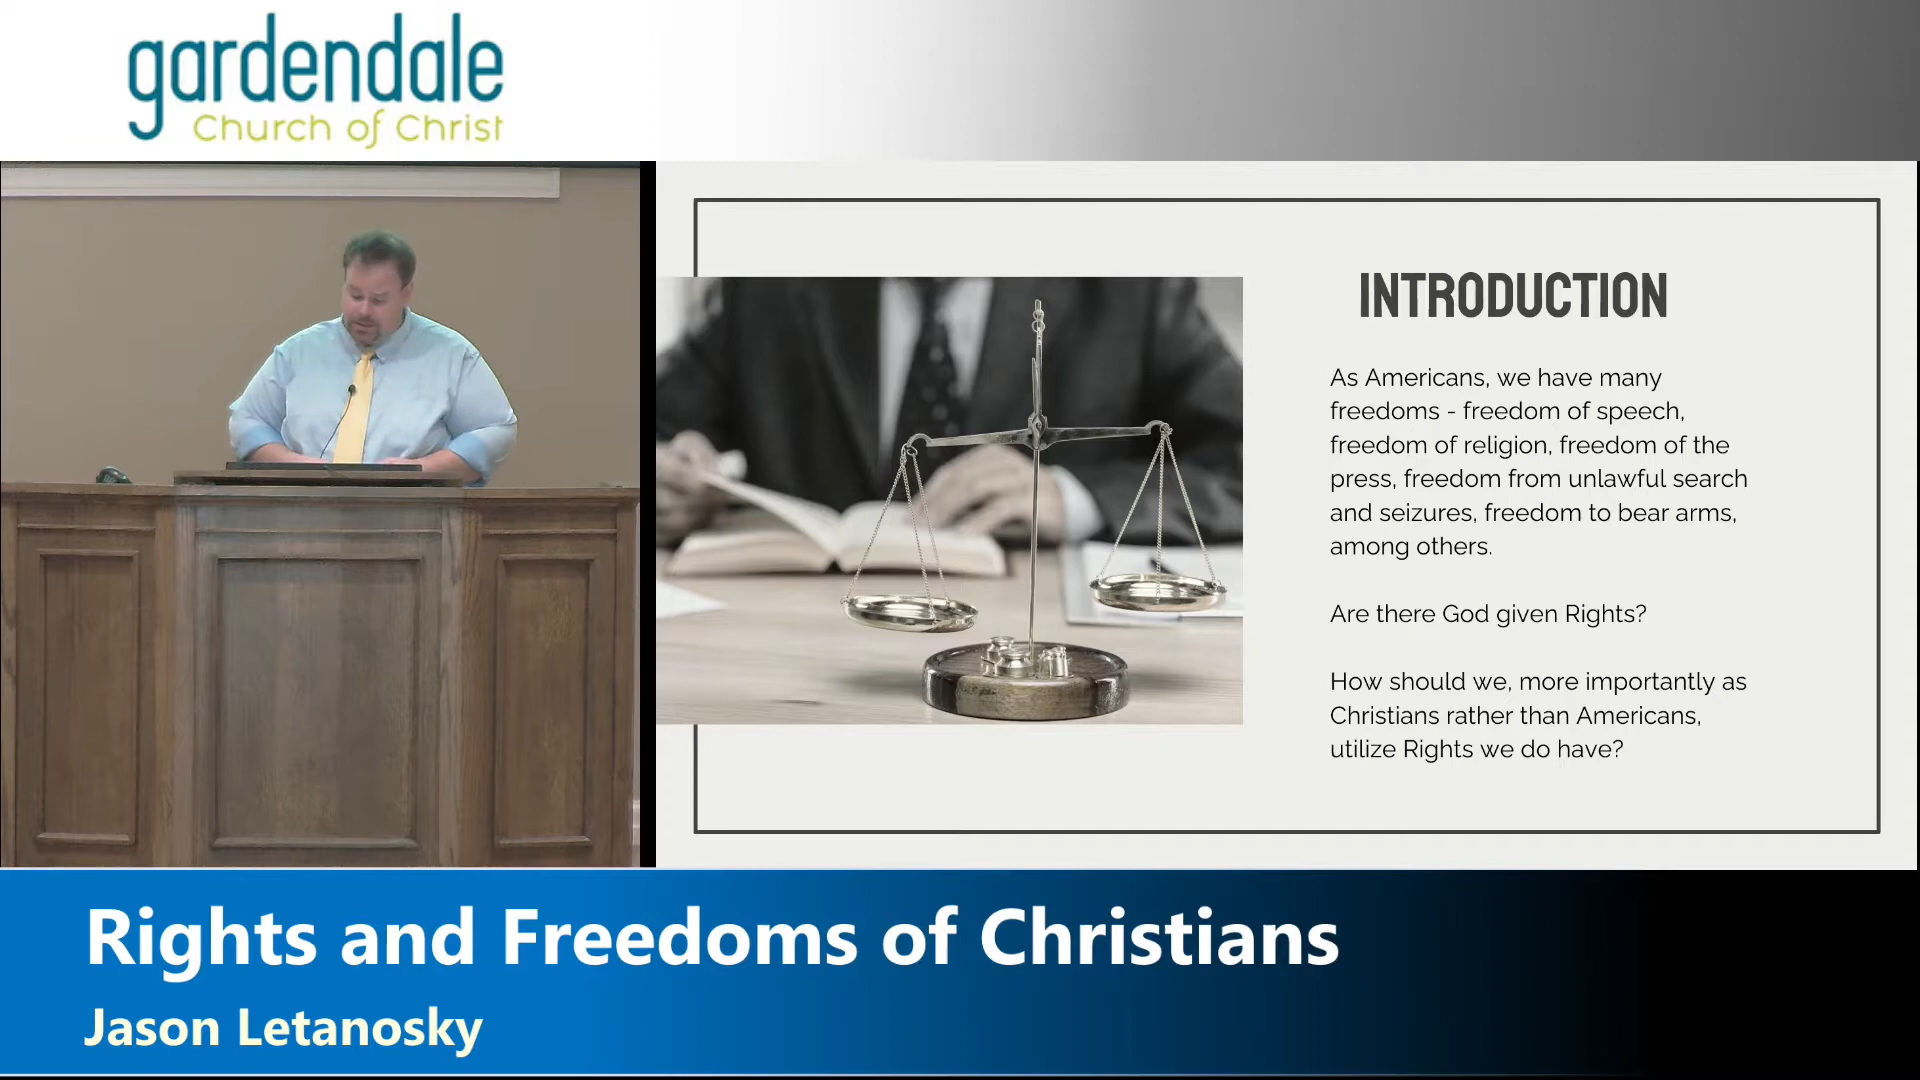 gardendale
Church of Christ
INTRODUCTION
As Americans, we have many
freedoms - freedom of speech,
freedom of religion, freedom of the
press, freedom from unlawful search
and seizures, freedom to bear arms,
among others.
Are there God given Rights?
How should we, more importantly as
Christians rather than Americans,
utilize Rights we do have?
Rights and Freedoms of Christians
Jason Letanosky